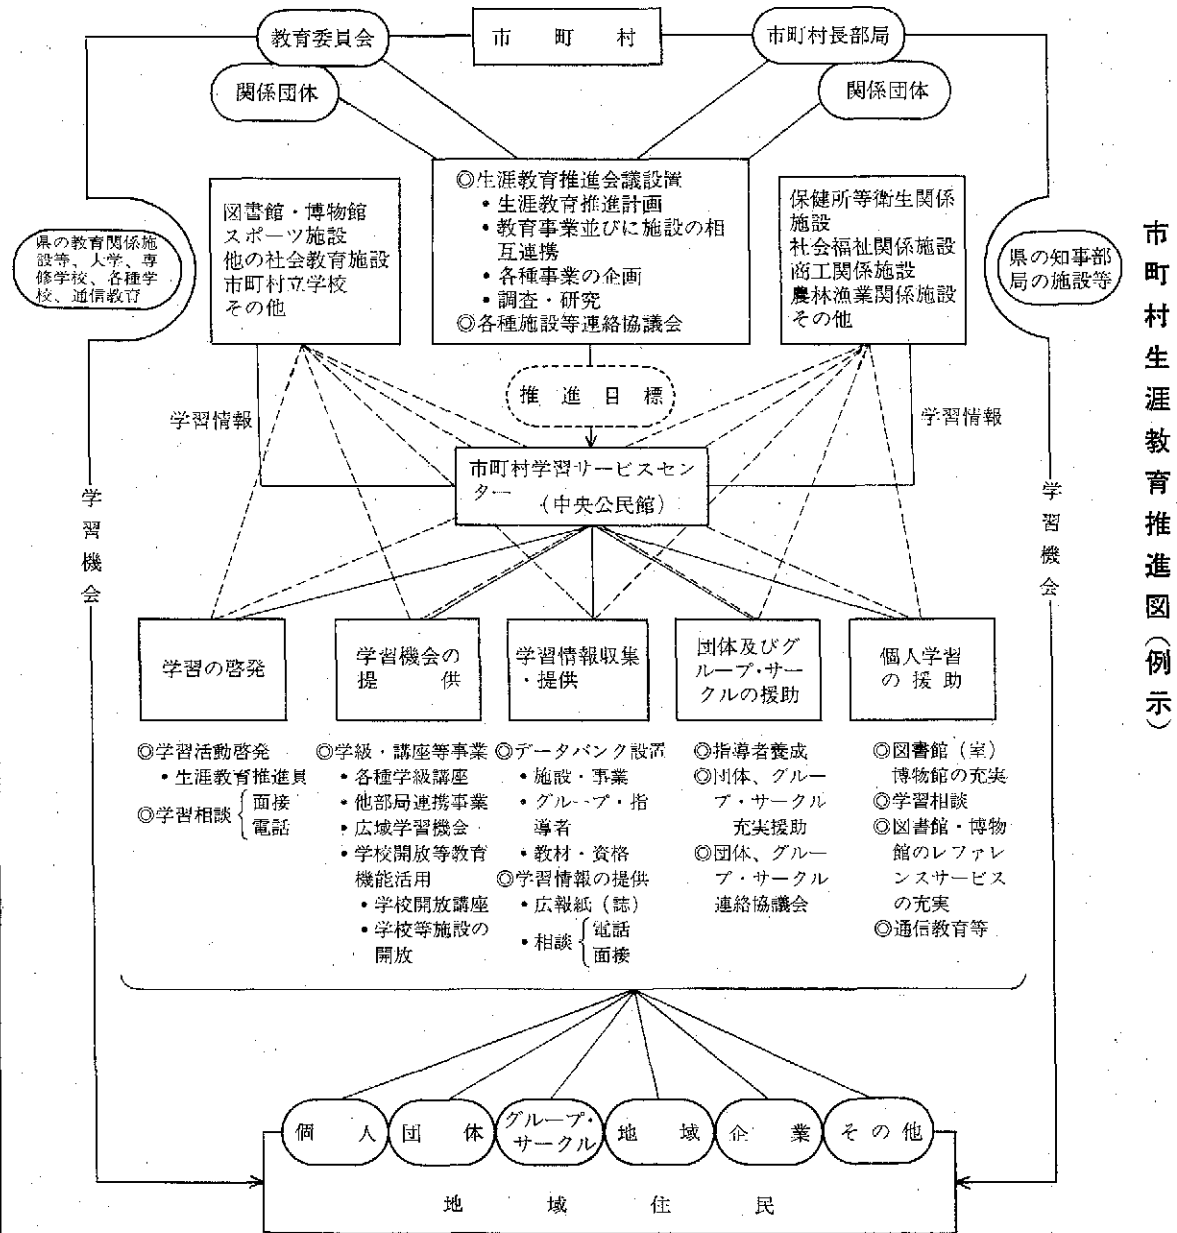 市町村生涯教育推進図(例示)
教育委員会
市町村
市町村長部局
関係団体
関係団体
県の教育関係施
設等、大学、専
修学校、各種学
校、通信教育
図書館・博物館
スポーツ施設
他の社会教育施設
市町村立学校
その他
◎生涯教育推進会議設置
・生涯教育推進計画
・教育事業並びに施設の相
互連携
・各種事業の企画
・調査・研究
◎各種施設等連絡協議会
保健所等衛生関係
施設
社会福祉関係施設
商工関係施設
農林漁業関係施設
その他
県の知事部
局の施設等
推進目標
学習情報
学習情報
市町村学習サービスセン
ター
(中央公民館)
学習機会
学習機会
学習の啓発
学習機会の
提供
学習情報収集
・提供
団体及びグ
ループ・サー
クルの援助
個人学習
の援助
◎学習活動啓発
・生涯教育推進員
◎学習相談{面接
電話
◎学級・講座等事業
・各種学級講座
・他部局連携事業
・広域学習機会
・学校開放等教育
機能活用
・学校開放講座
・学校等施設の
開放
◎データバンク設置
・施設・事業
・グループ・指
導者
・教材・資格
◎学習情報の提供
・広報紙(誌)
・相談{電話
面接
◎指導者養成
◎団体、グルー
プ・サークル
充実援助
◎団体、グルー
プ・サークル
連絡協議会
◎図書館(室)
博物館の充実
◎学習相談
◎図書館・博物
館のレファレ
ンスサービス
の充実
◎通信教育等
個人
団体
グループ・
サークル
地域
企業
その他
地域住民